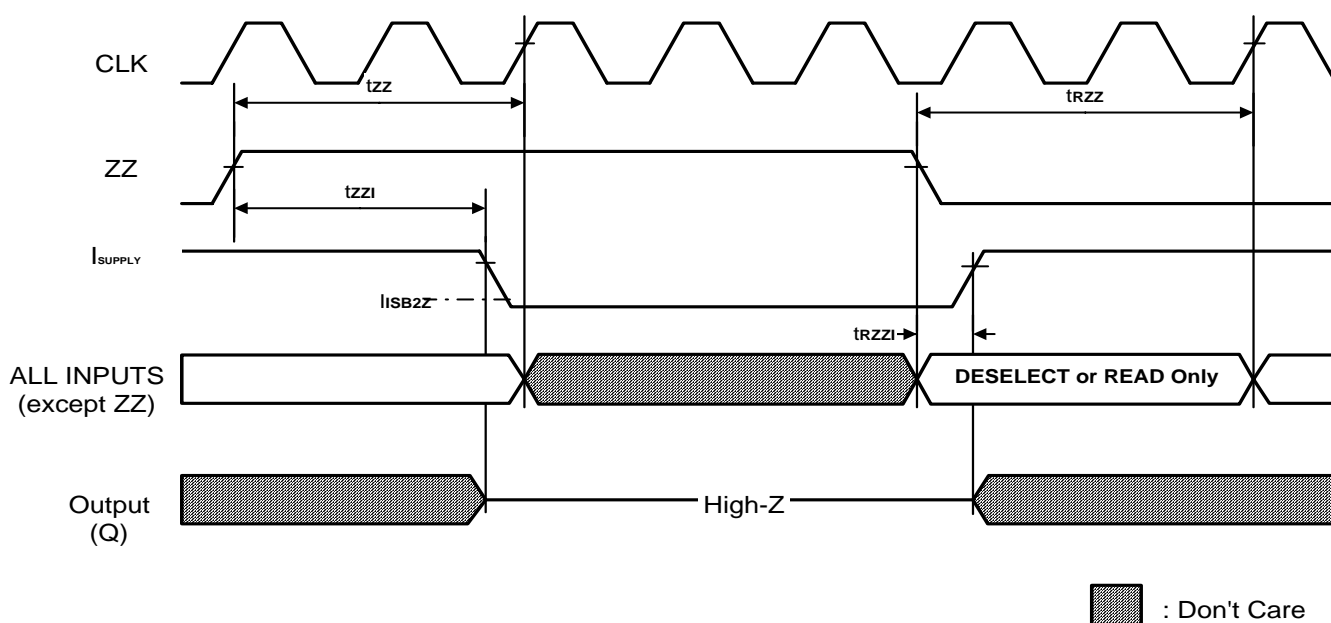 CLK
tZZ
tRZZ
ZZ
tZZI
ISUPPLY
IISB2Z
tRZZI
ALL INPUTS
(except ZZ)
DESELECT or READ Only
Output
(Q)
High-Z
: Don't Care